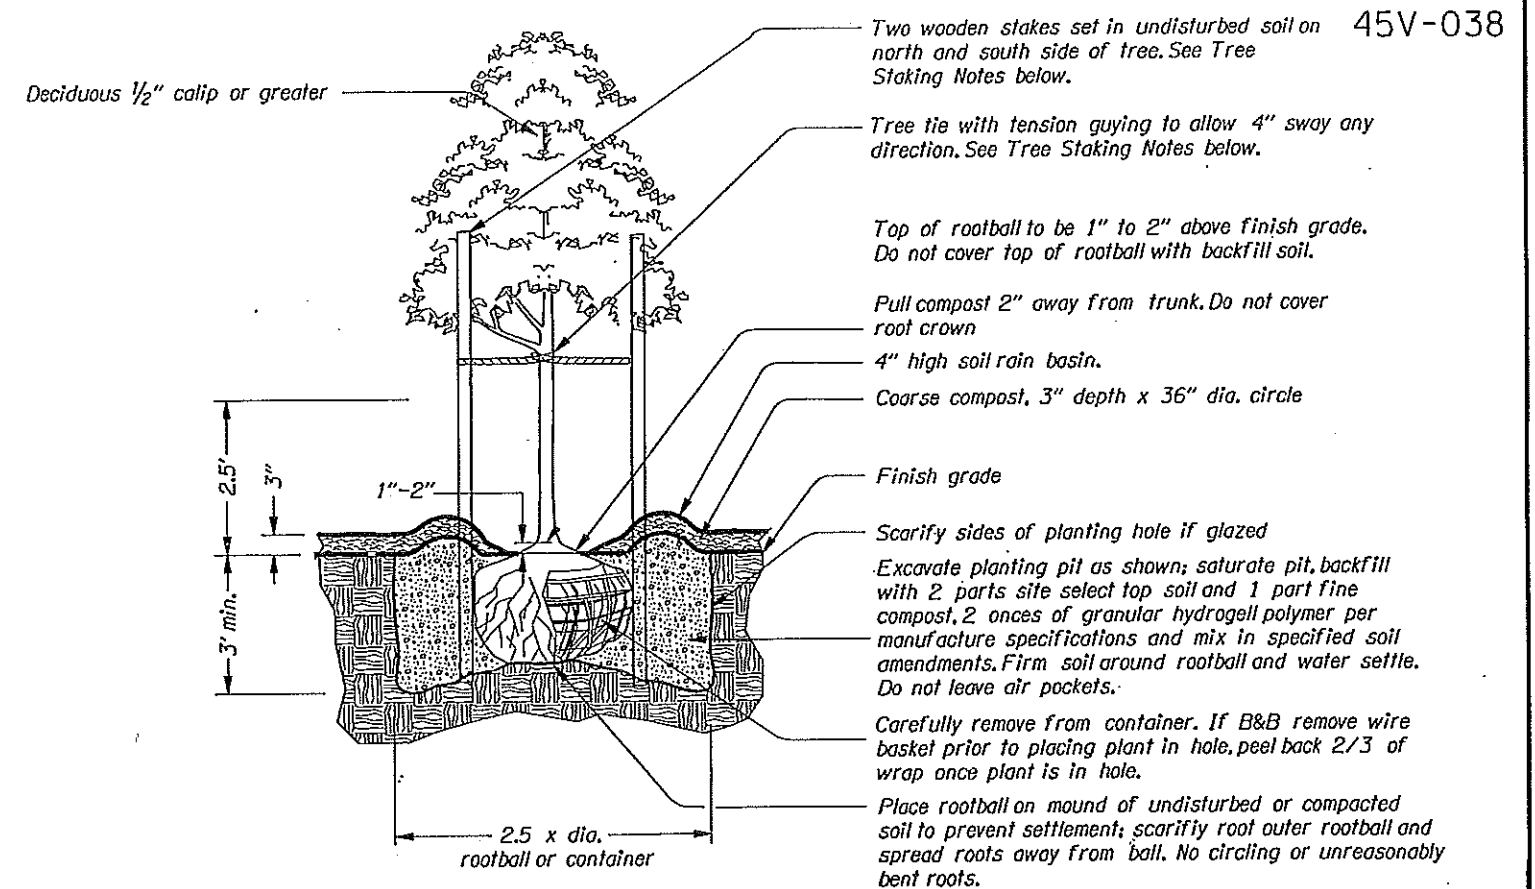 45V-038
Two wooden stakes set in undisturbed soil on
north and south side of tree. See Tree
Staking Notes below.
Deciduous 1/2" calip or greater
Tree tie with tension guying to allow 4" sway any
direction. See Tree Staking Notes below.
Top of rootball to be 1" to 2" above finish grade.
Do not cover top of rootball with backfill soil.
Pull compost 2" away from trunk. Do not cover
root crown
4" high soil rain basin.
Coarse compost, 3" depth x 36" dia. circle
2.5'
3"
1"-2"
Finish grade
Scarify sides of planting hole if glazed
3' min.
Excavate planting pit as shown; saturate pit, backfill
with 2 parts site select top soil and 1 part fine
compost, 2 onces of granular hydrogell polymer per
manufacture specifications and mix in specified soil
amendments. Firm soil around rootball and water settle.
Do not leave air pockets.
Carefully remove from container. If B&B remove wire
basket prior to placing plant in hole, peel back 2/3 of
wrap once plant is in hole.
Place rootball on mound of undisturbed or compacted
soil to prevent settlement; scarifiy root outer rootball and
spread roots away from ball. No circling or unreasonably
bent roots.
2.5 x dia.
rootball or container